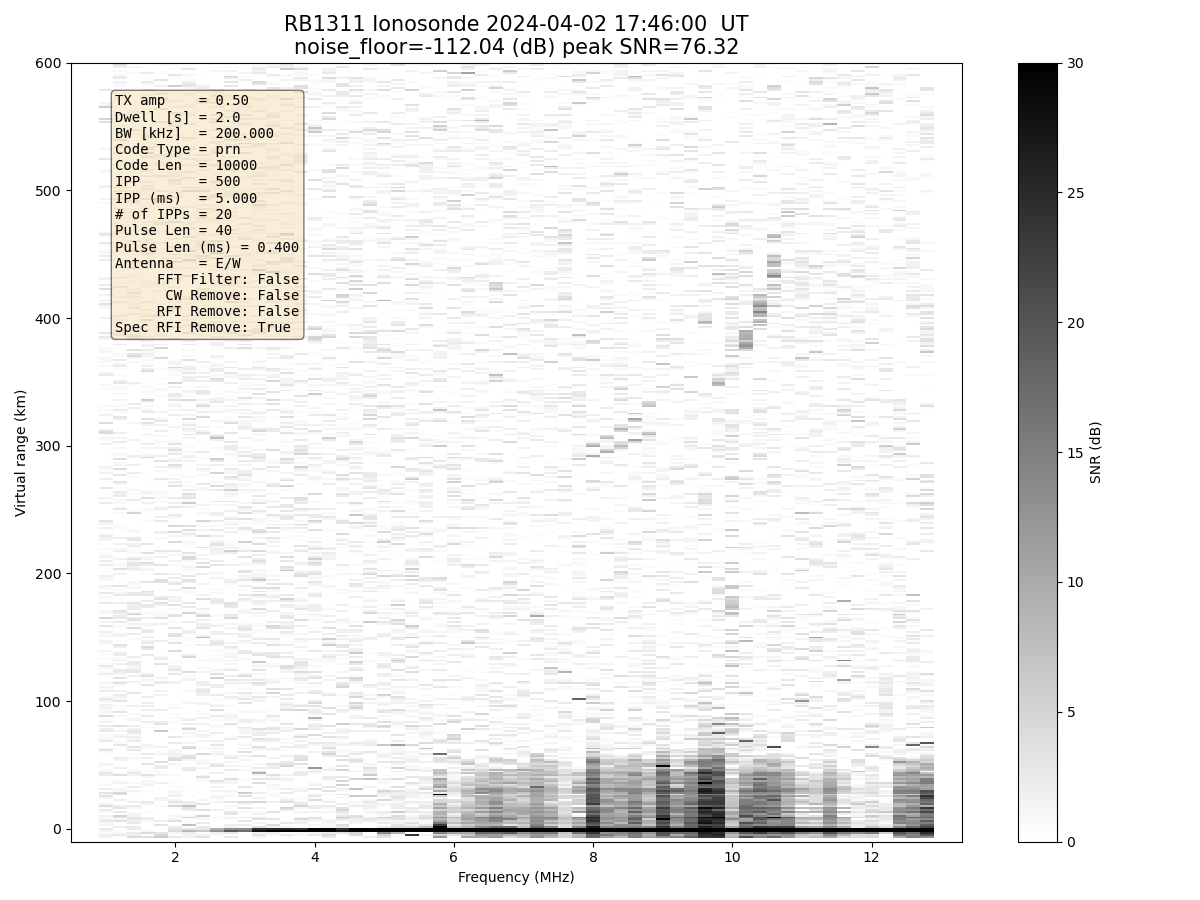 RB1311 Ionosonde 2024-04-02 17:46:00  UT
noise_floor=-112.04 (dB) peak SNR=76.32
TX amp    = 0.50
Dwell [s] = 2.0
BW [kHz]  = 200.000
Code Type = prn
Code Len  = 10000
IPP       = 500
IPP (ms)  = 5.000
# of IPPs = 20
Pulse Len = 40
Pulse Len (ms) = 0.400
Antenna   = E/W
FFT Filter: False
CW Remove: False
RFI Remove: False
Spec RFI Remove: True
600
500
400
300
200
100
0
Virtual range (km)
2
4
6
8
10
12
Frequency (MHz)
30
25
20
15
10
5
0
SNR (dB)